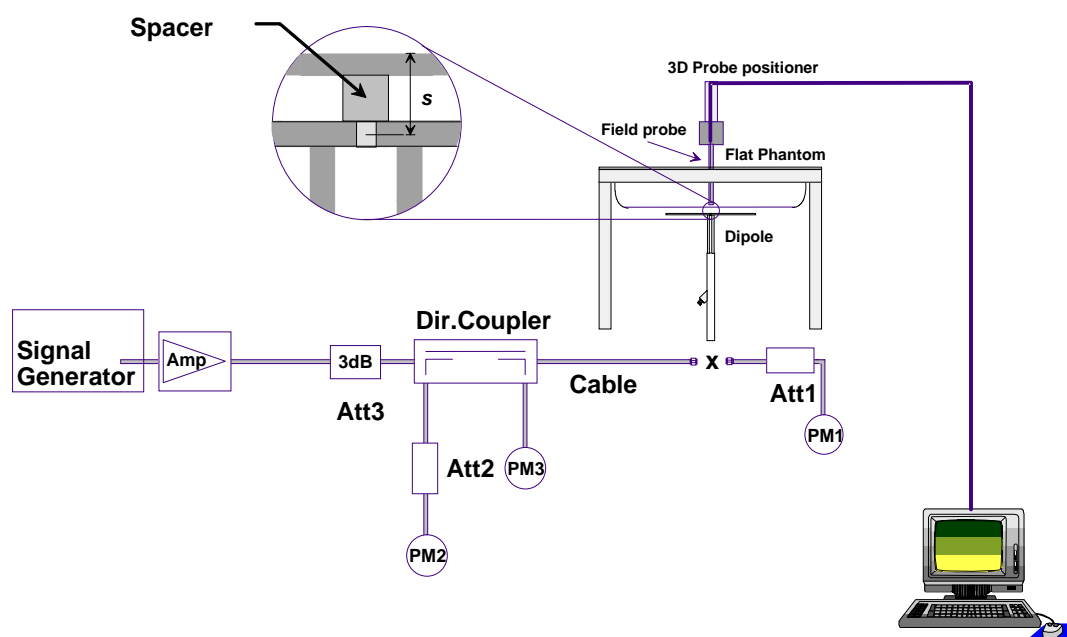 Spacer
s
3D Probe positioner
Field probe
Flat Phantom
Dipole
Dir.Coupler
Signal
Generator
Amp
3dB
Att3
Cable
x
Att1
PM1
Att2
PM3
PM2